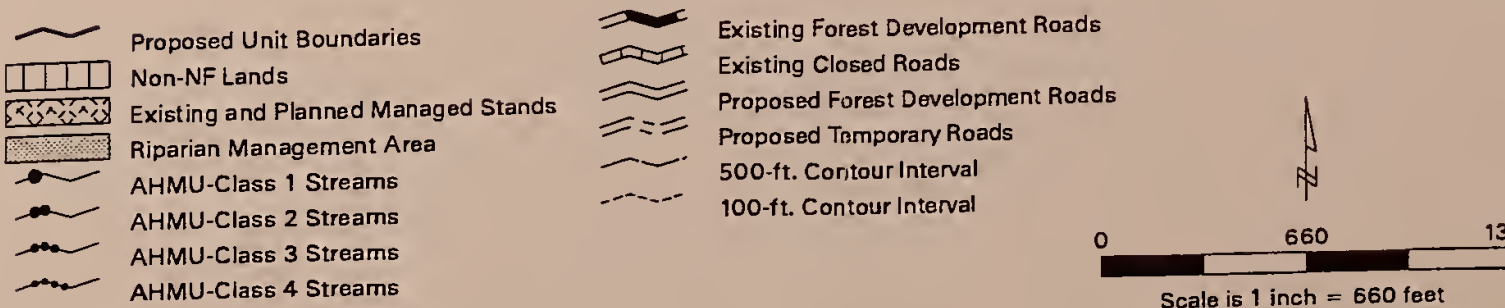 Proposed Unit Boundaries
Non-NF Lands
Existing and Planned Managed Stands
Riparian Management Area
AHMU-Class 1 Streams
AHMU-Class 2 Streams
AHMU-Class 3 Streams
AHMU-Class 4 Streams
Existing Forest Development Roads
Existing Closed Roads
Proposed Forest Development Roads
Proposed Temporary Roads
500-ft. Contour Interval
100-ft. Contour Interval
N
0 660 13
Scale is 1 inch = 660 feet